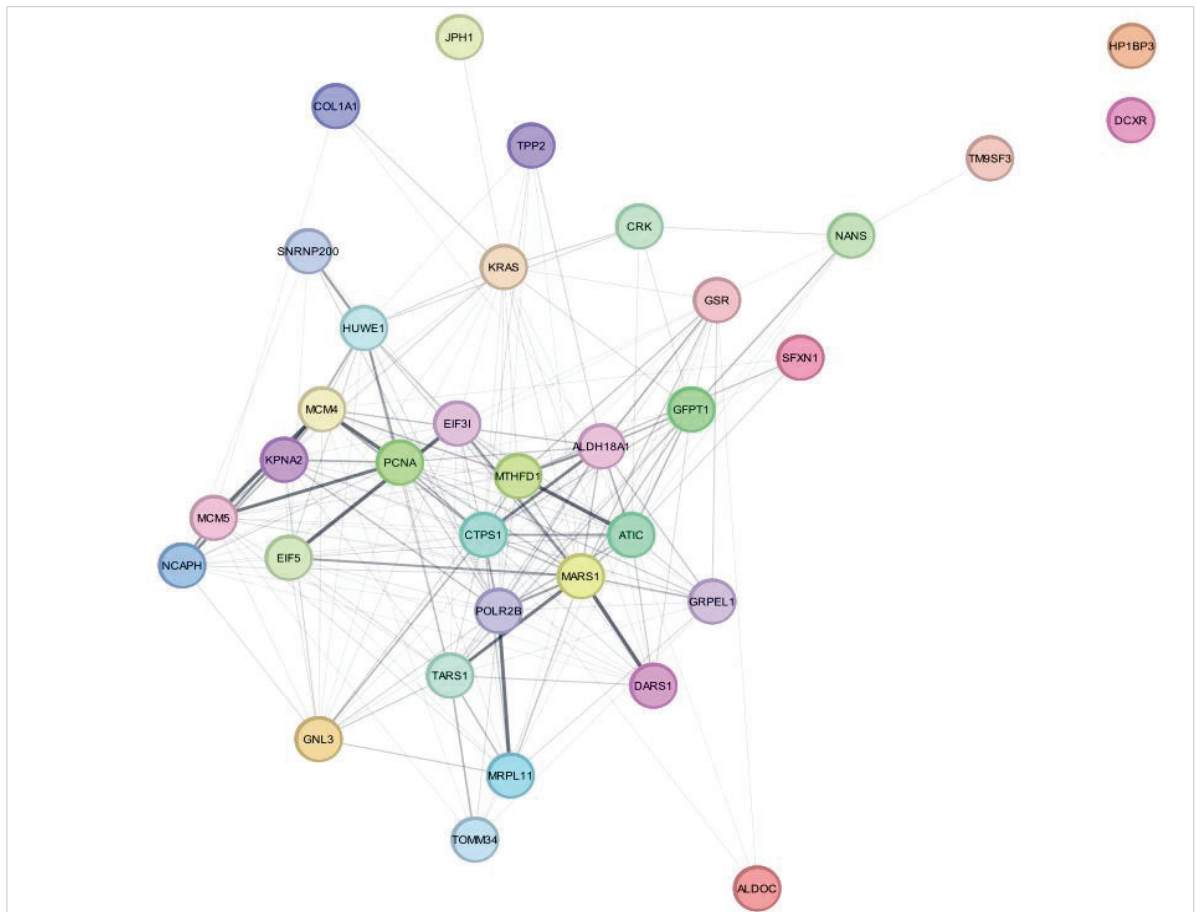 JPH1
HP1BP3
COL1A1
DCXR
TPP2
TM9SF3
CRK
NANS
SNRNP200
KRAS
GSR
HUWE1
SFXN1
MCM4
GFPT1
EIF3I
ALDH18A1
KPNA2
PCNA
MTHFD1
MCM5
CTPS1
ATIC
EIF5
NCAPH
MARS1
POLR2B
GRPEL1
TARS1
DARS1
GNL3
MRPL11
TOMM34
ALDOC